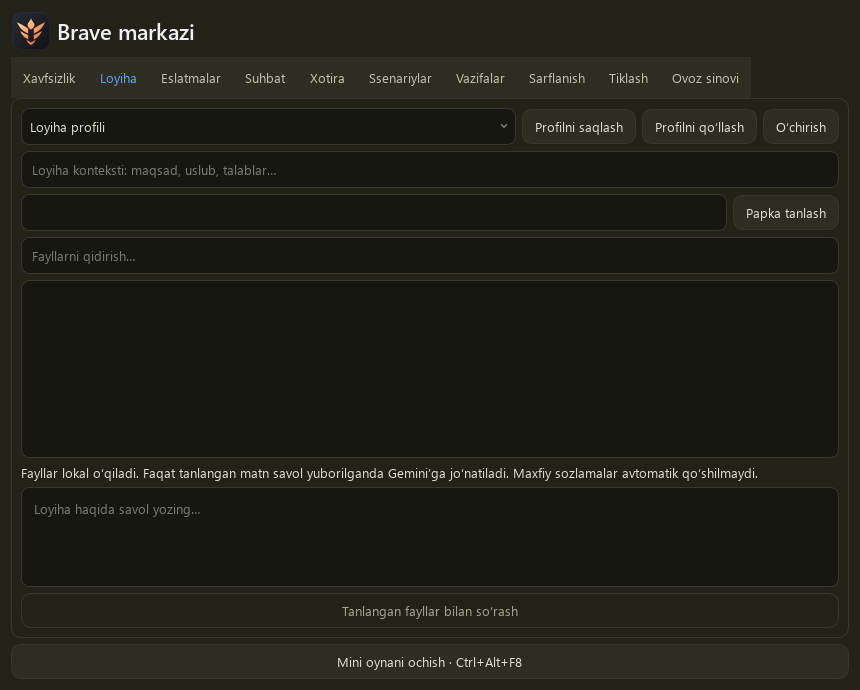 Brave markazi
Xavfsizlik Loyiha Eslatmalar Suhbat Xotira Ssenariylar Vazifalar Sarflanish Tiklash Ovoz sinovi
Loyiha profili Profilni saqlash Profilni qo‘llash O‘chirish
Loyiha konteksti: maqsad, uslub, talablar...
Papka tanlash
Fayllarni qidirish...
Fayllar lokal o‘qiladi. Faqat tanlangan matn savol yuborilganda Gemini’ga jo‘natiladi. Maxfiy sozlamalar avtomatik qo‘shilmaydi.
Loyiha haqida savol yozing...
Tanlangan fayllar bilan so‘rash
Mini oynani ochish · Ctrl+Alt+F8